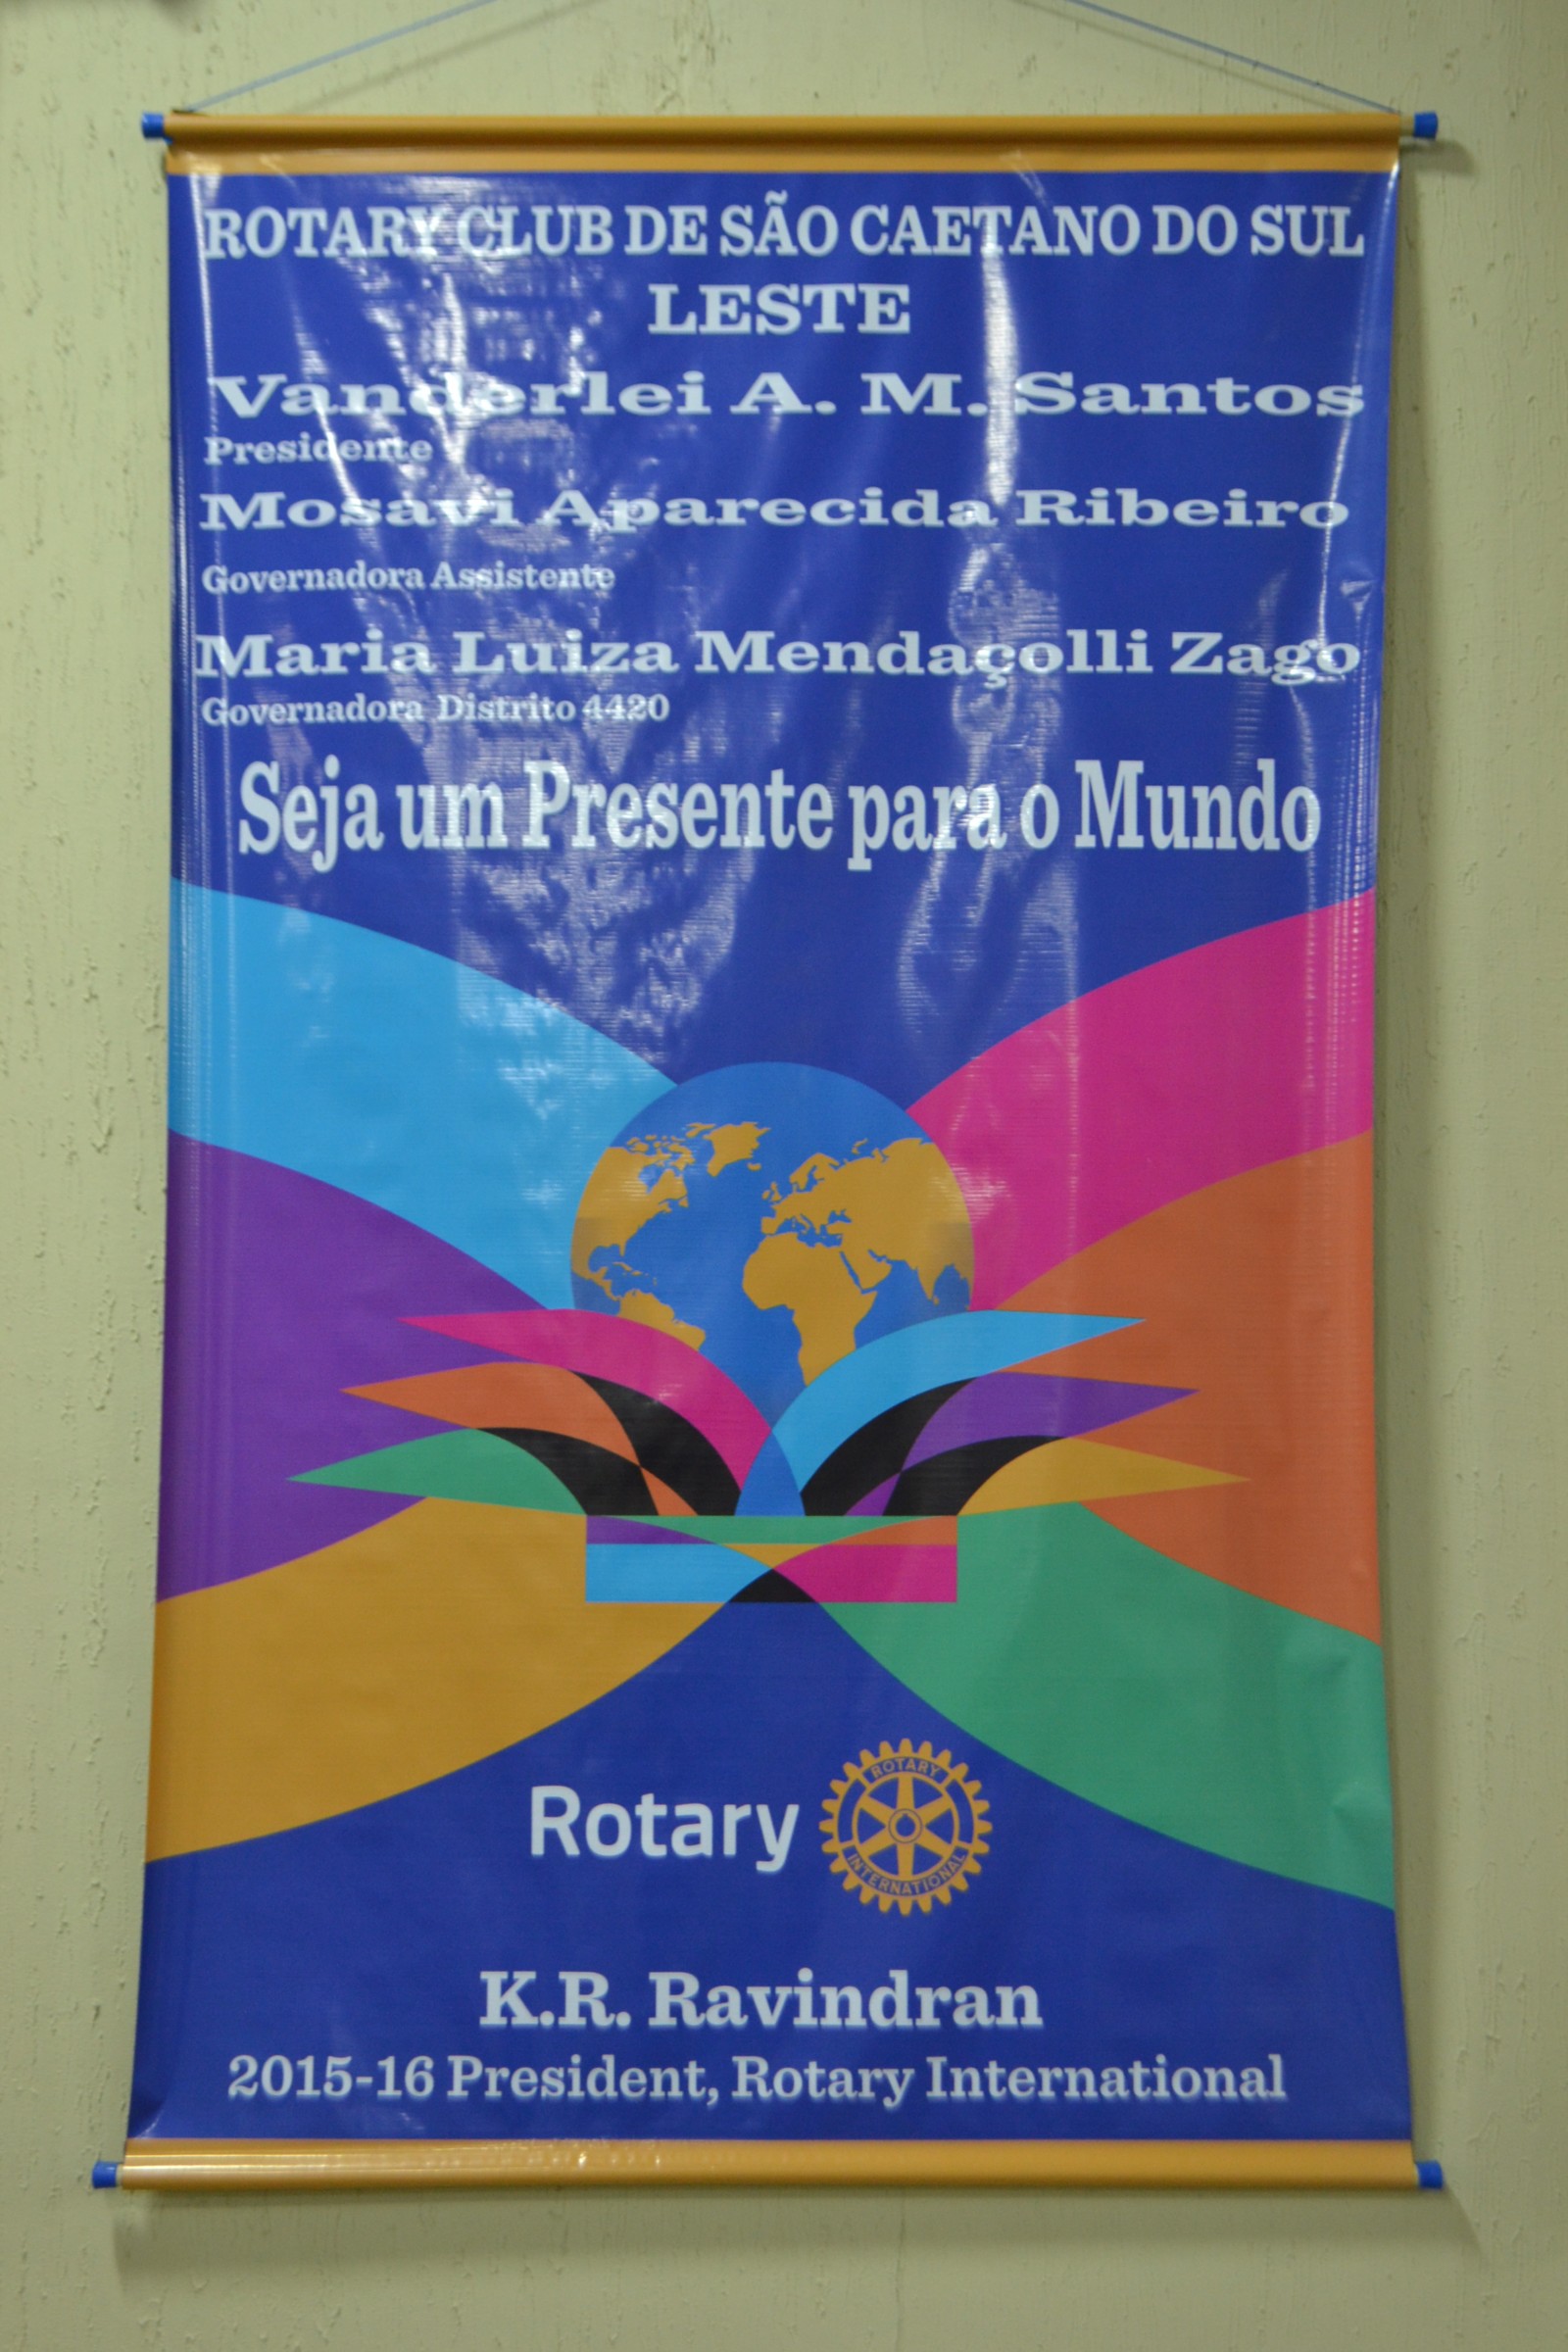 ROTARY CLUB DE SÃO CAETANO DO SUL
LESTE
Vanderlei A. M. Santos
Presidente
Mosavi Aparecida Ribeiro
Governadora Assistente
Maria Luiza Mendaçolli Zago
Governadora Distrito 4420
Seja um Presente para o Mundo
Rotary
ROTARY
INTERNATIONAL
K.R. Ravindran
2015-16 President, Rotary International